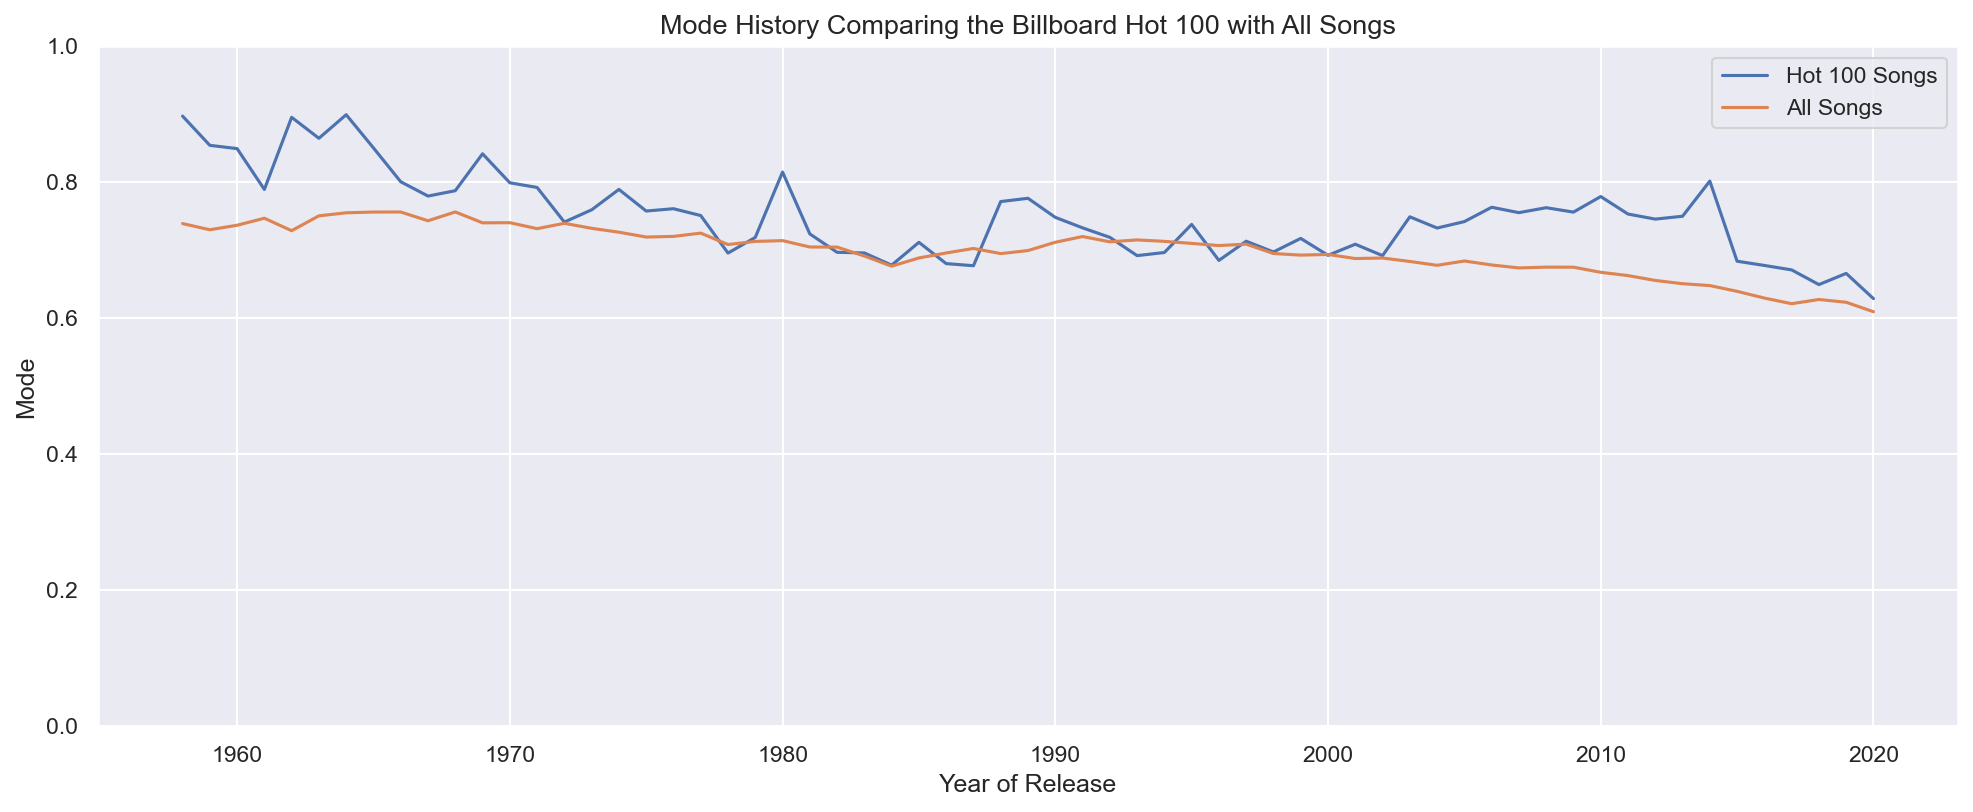 Mode History Comparing the Billboard Hot 100 with All Songs
1.0
0.8
0.6
0.4
0.2
0.0
Mode
Hot 100 Songs
All Songs
1960 1970 1980 1990 2000 2010 2020
Year of Release